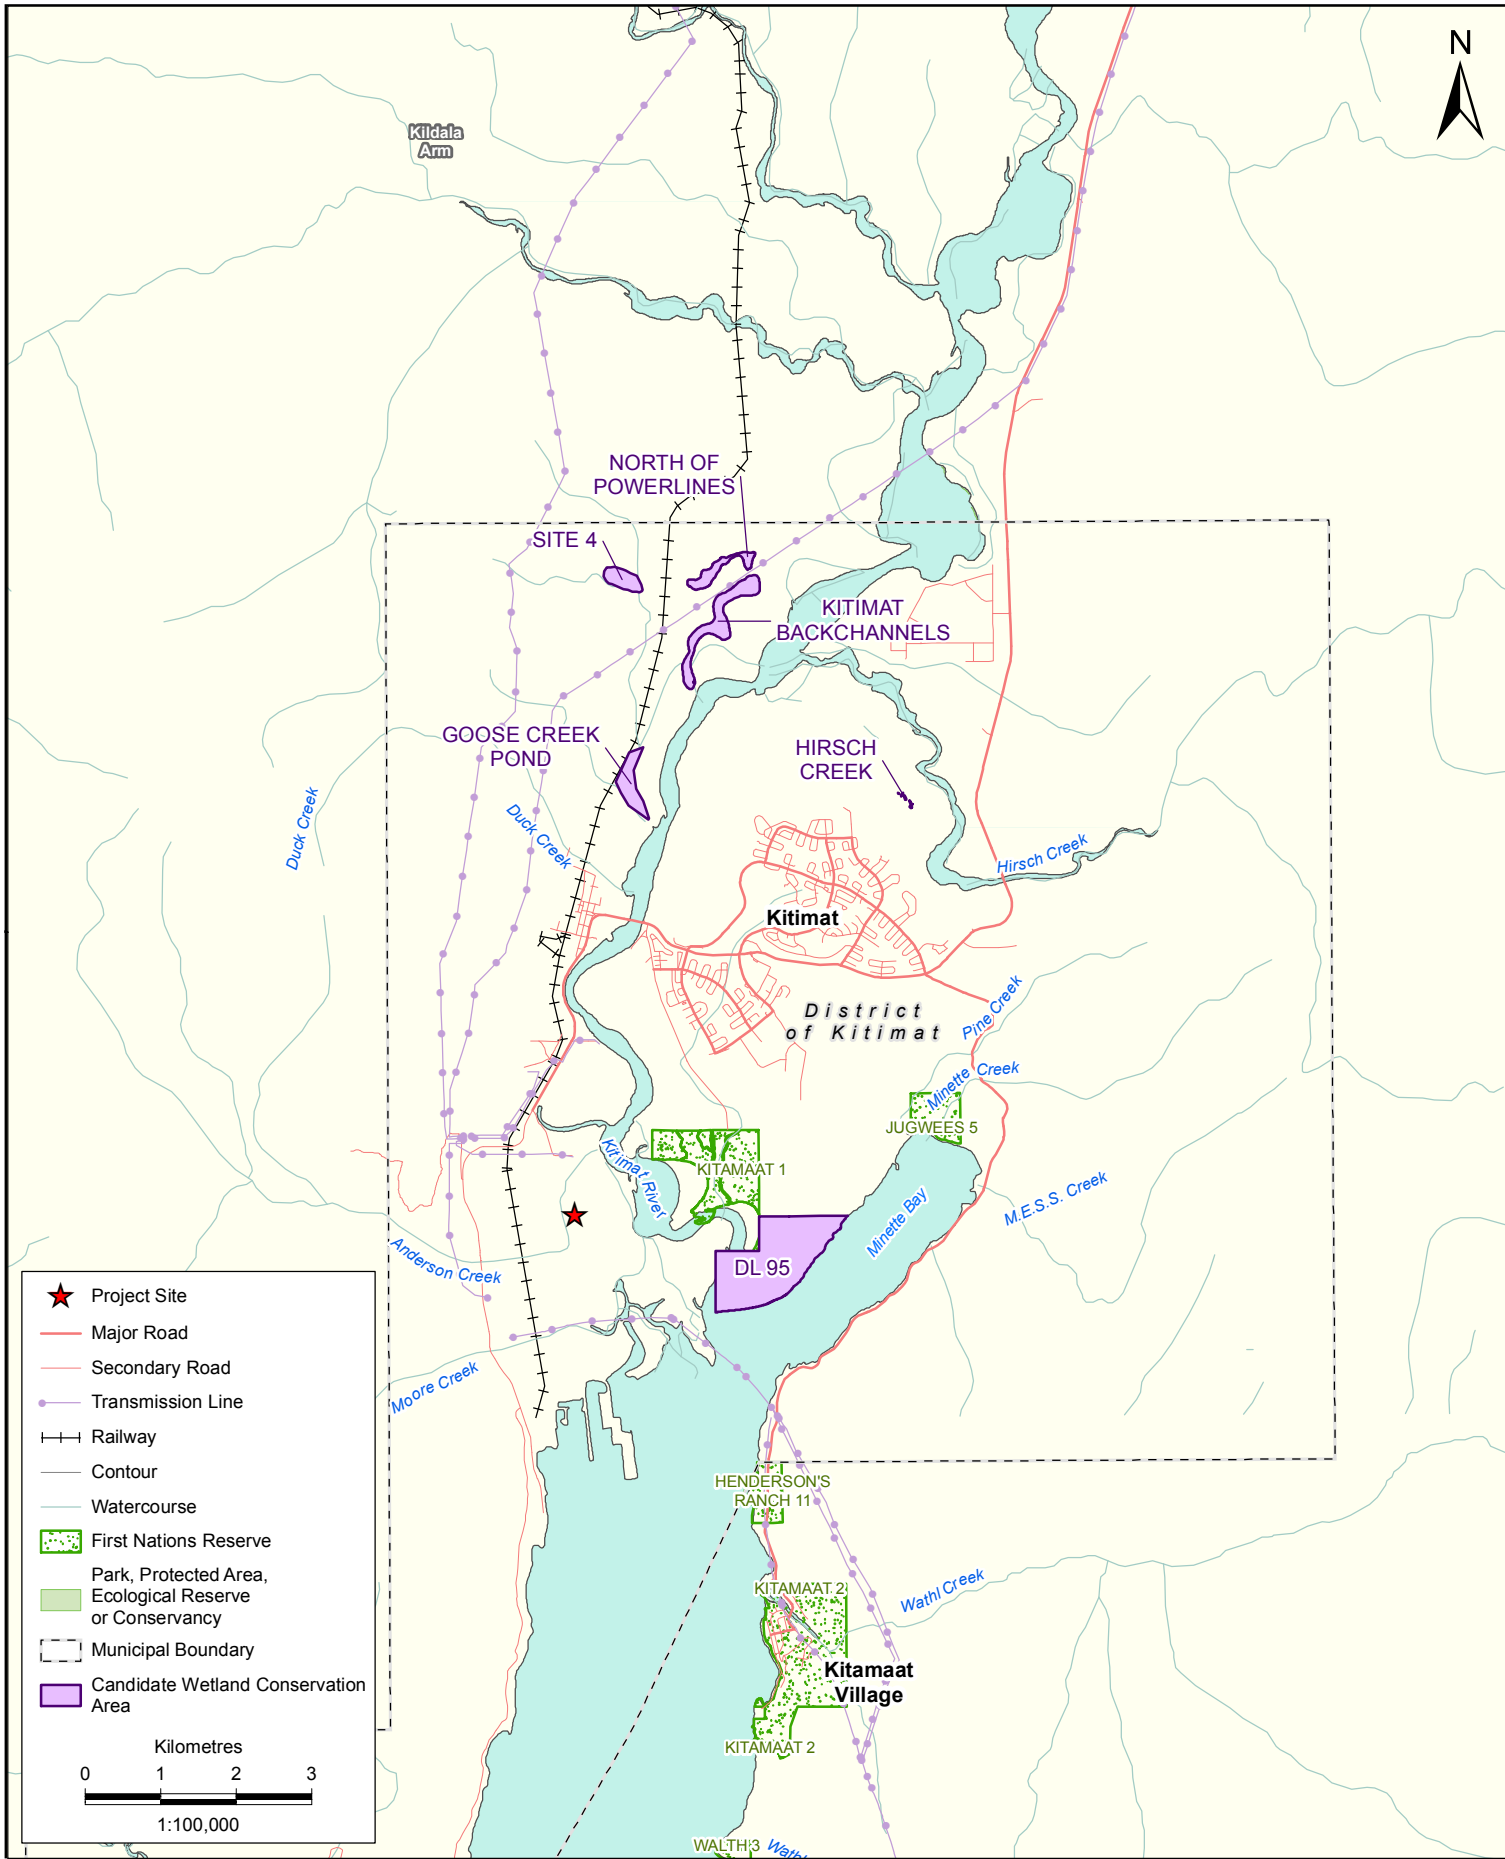 N
Kildala
Arm
NORTH OF
POWERLINES
SITE 4
KITIMAT
BACKCHANNELS
GOOSE CREEK
POND
HIRSCH
CREEK
Duck Creek
Duck Creek
Hirsch Creek
Kitimat
District
of Kitimat
Pine Creek
Minette Creek
JUGWEES 5
Kitimat River
KITAMAAT 1
M.E.S.S. Creek
Minette Bay
Anderson Creek
DL 95
Moore Creek
HENDERSON'S
RANCH 11
KITAMAAT 2
Wathl Creek
Kitamaat
Village
KITAMAAT 2
WALTH 3
Project Site
Major Road
Secondary Road
Transmission Line
Railway
Contour
Watercourse
First Nations Reserve
Park, Protected Area,
Ecological Reserve
or Conservancy
Municipal Boundary
Candidate Wetland Conservation
Area
Kilometres
0 1 2 3
1:100,000